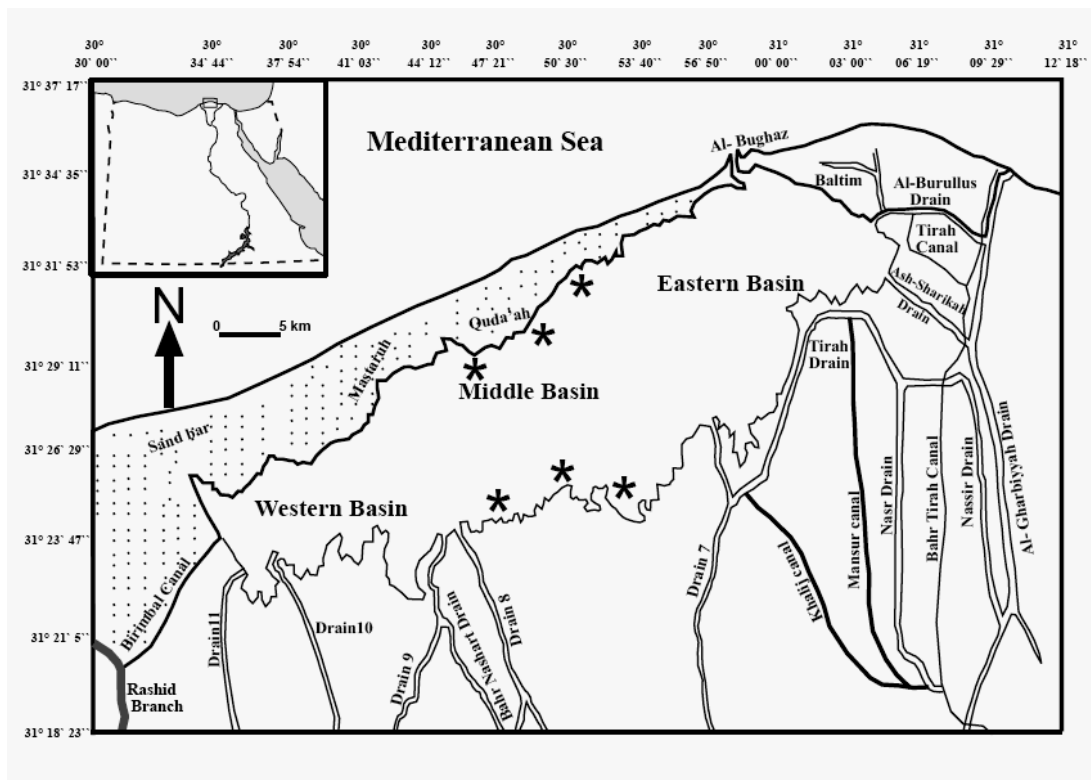 30° 30° 30° 30° 30° 30° 30° 30° 30° 31° 31° 31° 31° 31°
30' 00`` 34' 44`` 37' 54`` 41' 03`` 44' 12`` 47' 21`` 50' 30`` 53' 40`` 56' 50`` 00' 00`` 03' 00`` 06' 19`` 09' 29`` 12' 18``
31° 37' 17``
31° 34' 35``
31° 31' 53``
31° 29' 11``
31° 26' 29``
31° 23' 47``
31° 21' 5``
31° 18' 23``
Mediterranean Sea
Al- Bughaz
Baltim
Al-Burullus
Drain
Tirah
Canal
Ash-Sharikah
Drain
Eastern Basin
N
0 5 km
Quda'ah
Mastaruh
Sand bar
Middle Basin
Western Basin
Tirah
Drain
Birimbal Canal
Rashid
Branch
Drain11
Drain10
Drain 9
Bahr Nashart Drain
Drain 8
Drain 7
Khalij canal
Mansur canal
Nasr Drain
Bahr Tirah Canal
Nassir Drain
Al- Gharbiyyah Drain